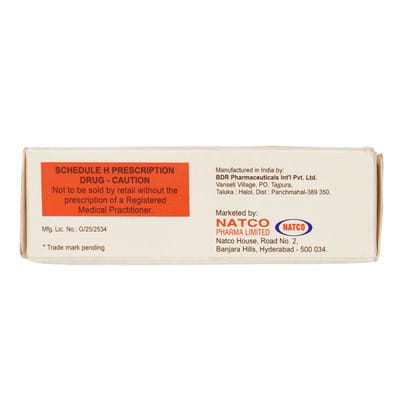 SCHEDULE H PRESCRIPTION
DRUG - CAUTION
Not to be sold by retail without the
prescription of a Registered
Medical Practitioner.
Mfg. Lic. No.: G/25/2534
* Trade mark pending
Manufactured in India by:
BDR Pharmaceuticals Int'l Pvt. Ltd.
Vanseti Village, PO. Tajpura,
Taluka : Halol, Dist : Panchmahal-389 350.
Marketed by:
NATCO
PHARMA LIMITED
NATCO
Natco House, Road No. 2,
Banjara Hills, Hyderabad - 500 034.